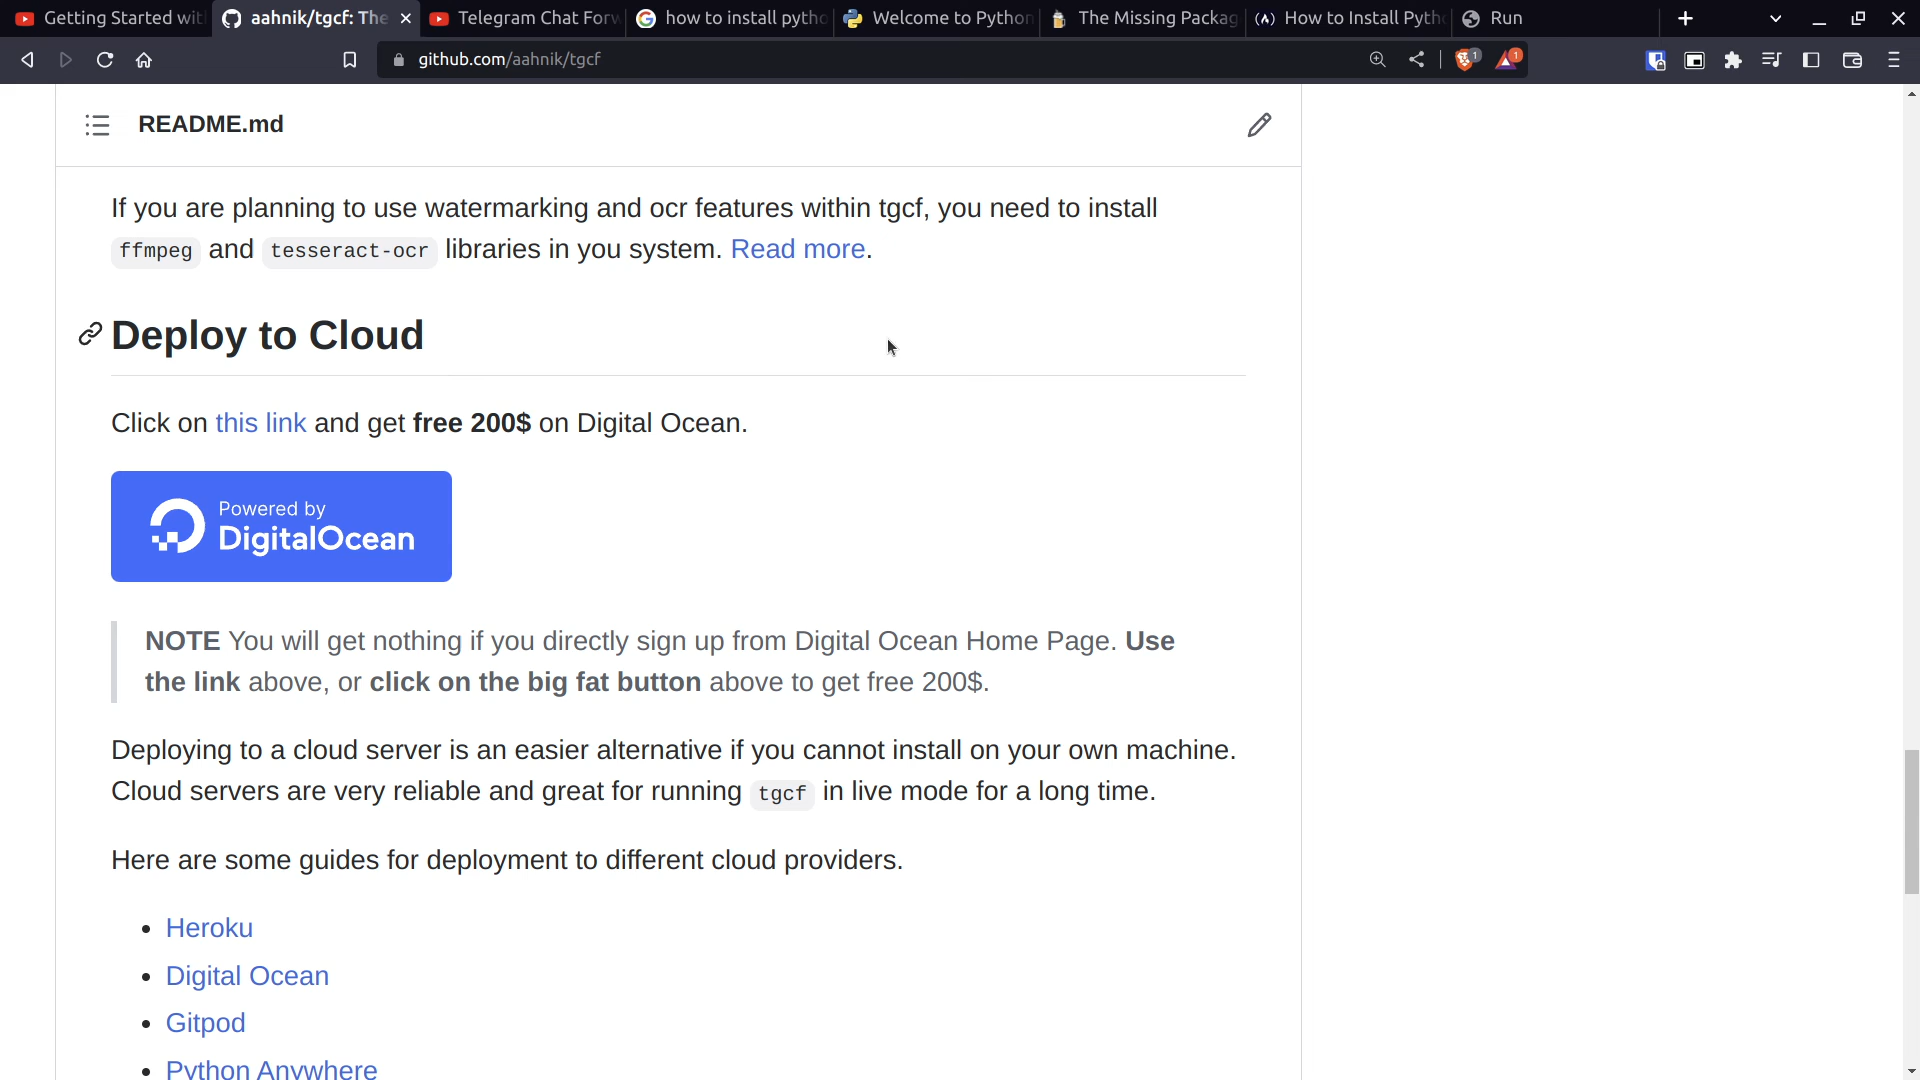 Getting Started wit
aahnik/tgcf: The
Telegram Chat Forw
how to install pytho
Welcome to Python
The Missing Packag
How to Install Pyth
Run
github.com/aahnik/tgcf
1
1
README.md
If you are planning to use watermarking and ocr features within tgcf, you need to install
ffmpeg and tesseract-ocr libraries in you system. Read more.
Deploy to Cloud
Click on this link and get free 200$ on Digital Ocean.
Powered by
DigitalOcean
NOTE You will get nothing if you directly sign up from Digital Ocean Home Page. Use
the link above, or click on the big fat button above to get free 200$.
Deploying to a cloud server is an easier alternative if you cannot install on your own machine.
Cloud servers are very reliable and great for running tgcf in live mode for a long time.
Here are some guides for deployment to different cloud providers.
• Heroku
• Digital Ocean
• Gitpod
• Python Anywhere